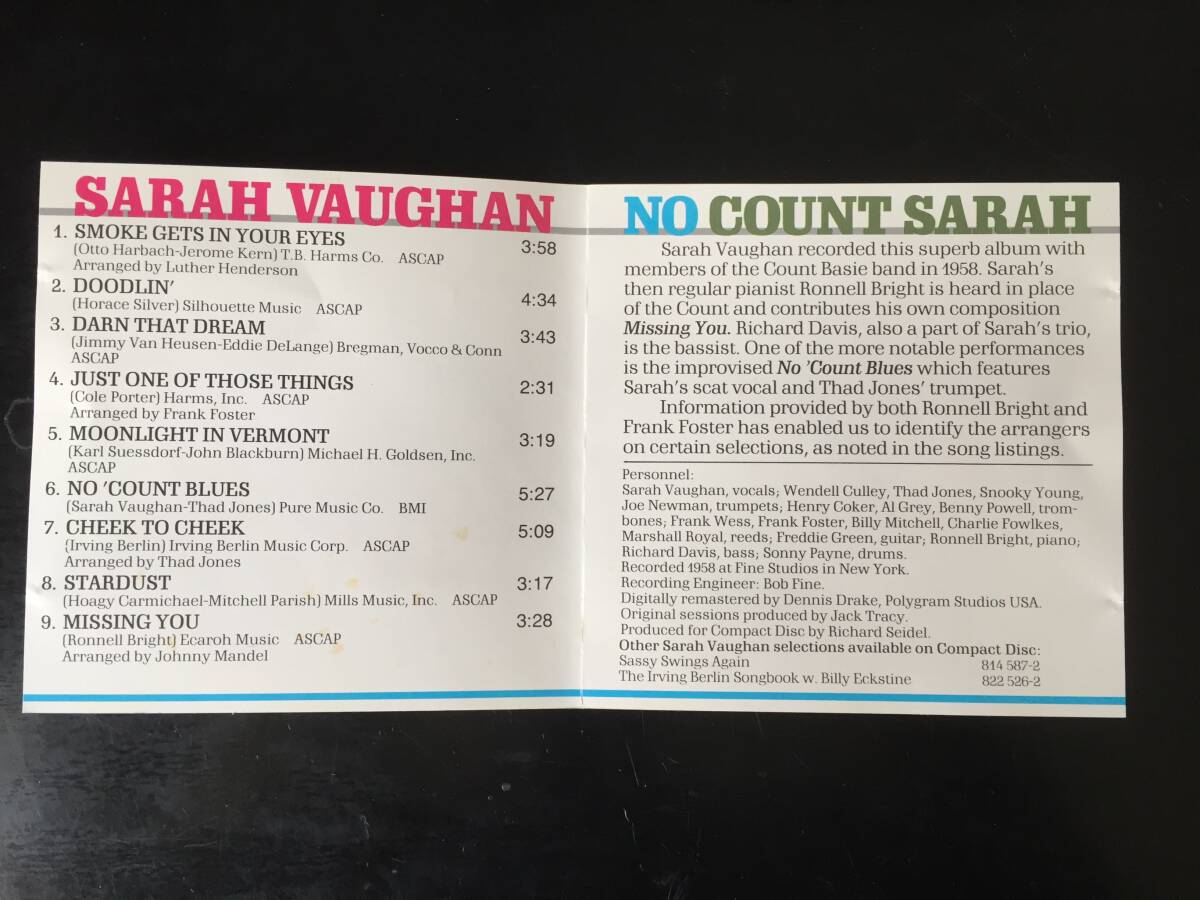 SARAH VAUGHAN
1. SMOKE GETS IN YOUR EYES 3:58
(Otto Harbach-Jerome Kern) T.B. Harms Co. ASCAP
Arranged by Luther Henderson
2. DOODLIN' 4:34
(Horace Silver) Silhouette Music ASCAP
3. DARN THAT DREAM 3:43
(Jimmy Van Heusen-Eddie DeLange) Bregman, Vocco & Conn
ASCAP
4. JUST ONE OF THOSE THINGS 2:31
(Cole Porter) Harms, Inc. ASCAP
Arranged by Frank Foster
5. MOONLIGHT IN VERMONT 3:19
(Karl Suessdorf-John Blackburn) Michael H. Goldsen, Inc.
ASCAP
6. NO 'COUNT BLUES 5:27
(Sarah Vaughan-Thad Jones) Pure Music Co. BMI
7. CHEEK TO CHEEK 5:09
{Irving Berlin) Irving Berlin Music Corp. ASCAP
Arranged by Thad Jones
8. STARDUST 3:17
(Hoagy Carmichael-Mitchell Parish) Mills Music, Inc. ASCAP
9. MISSING YOU 3:28
(Ronnell Bright) Ecaroh Music ASCAP
Arranged by Johnny Mandel
NO COUNT SARAH
Sarah Vaughan recorded this superb album with
members of the Count Basie band in 1958. Sarah's
then regular pianist Ronnell Bright is heard in place
of the Count and contributes his own composition
Missing You. Richard Davis, also a part of Sarah's trio,
is the bassist. One of the more notable performances
is the improvised No 'Count Blues which features
Sarah's scat vocal and Thad Jones' trumpet.
Information provided by both Ronnell Bright and
Frank Foster has enabled us to identify the arrangers
on certain selections, as noted in the song listings.
Personnel:
Sarah Vaughan, vocals; Wendell Culley, Thad Jones, Snooky Young,
Joe Newman, trumpets; Henry Coker, Al Grey, Benny Powell, trom-
bones; Frank Wess, Frank Foster, Billy Mitchell, Charlie Fowlkes,
Marshall Royal, reeds; Freddie Green, guitar; Ronnell Bright, piano;
Richard Davis, bass; Sonny Payne, drums.
Recorded 1958 at Fine Studios in New York.
Recording Engineer: Bob Fine.
Digitally remastered by Dennis Drake, Polygram Studios USA.
Original sessions produced by Jack Tracy.
Produced for Compact Disc by Richard Seidel.
Other Sarah Vaughan selections available on Compact Disc:
Sassy Swings Again 814 587-2
The Irving Berlin Songbook w. Billy Eckstine 822 526-2